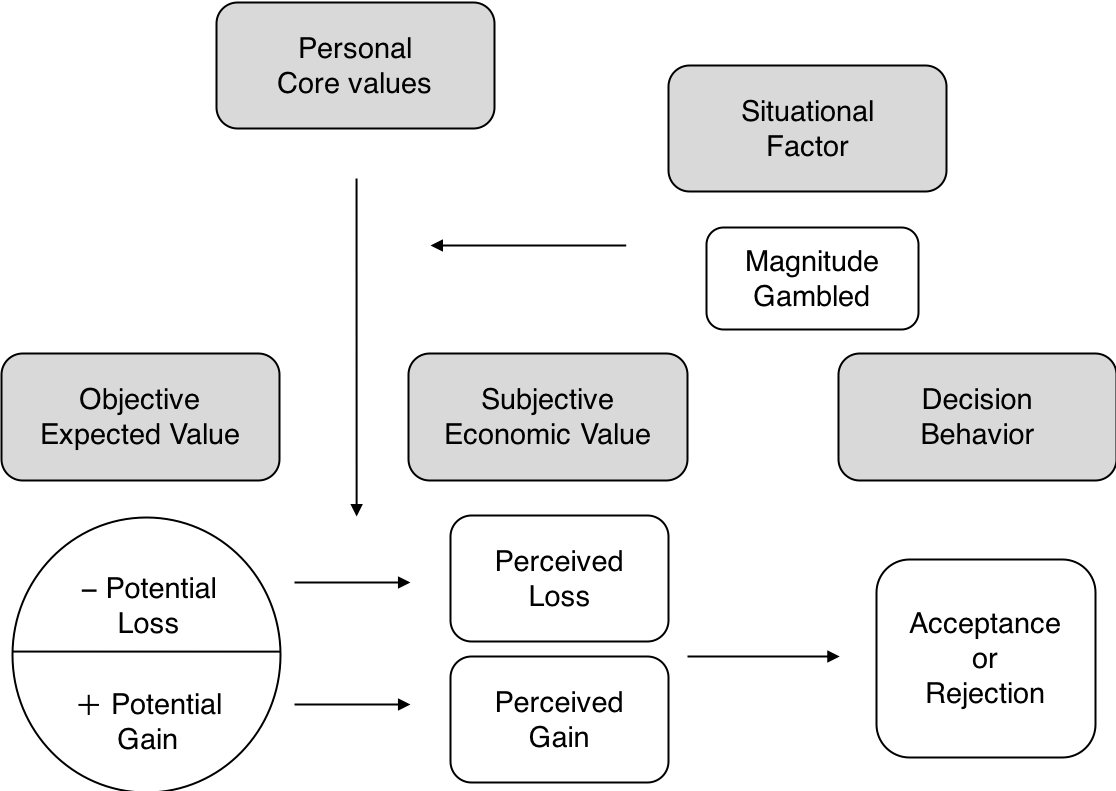 Personal
Core values
Situational
Factor
Magnitude
Gambled
Objective
Expected Value
Subjective
Economic Value
Decision
Behavior
– Potential
Loss
+ Potential
Gain
Perceived
Loss
Perceived
Gain
Acceptance
or
Rejection